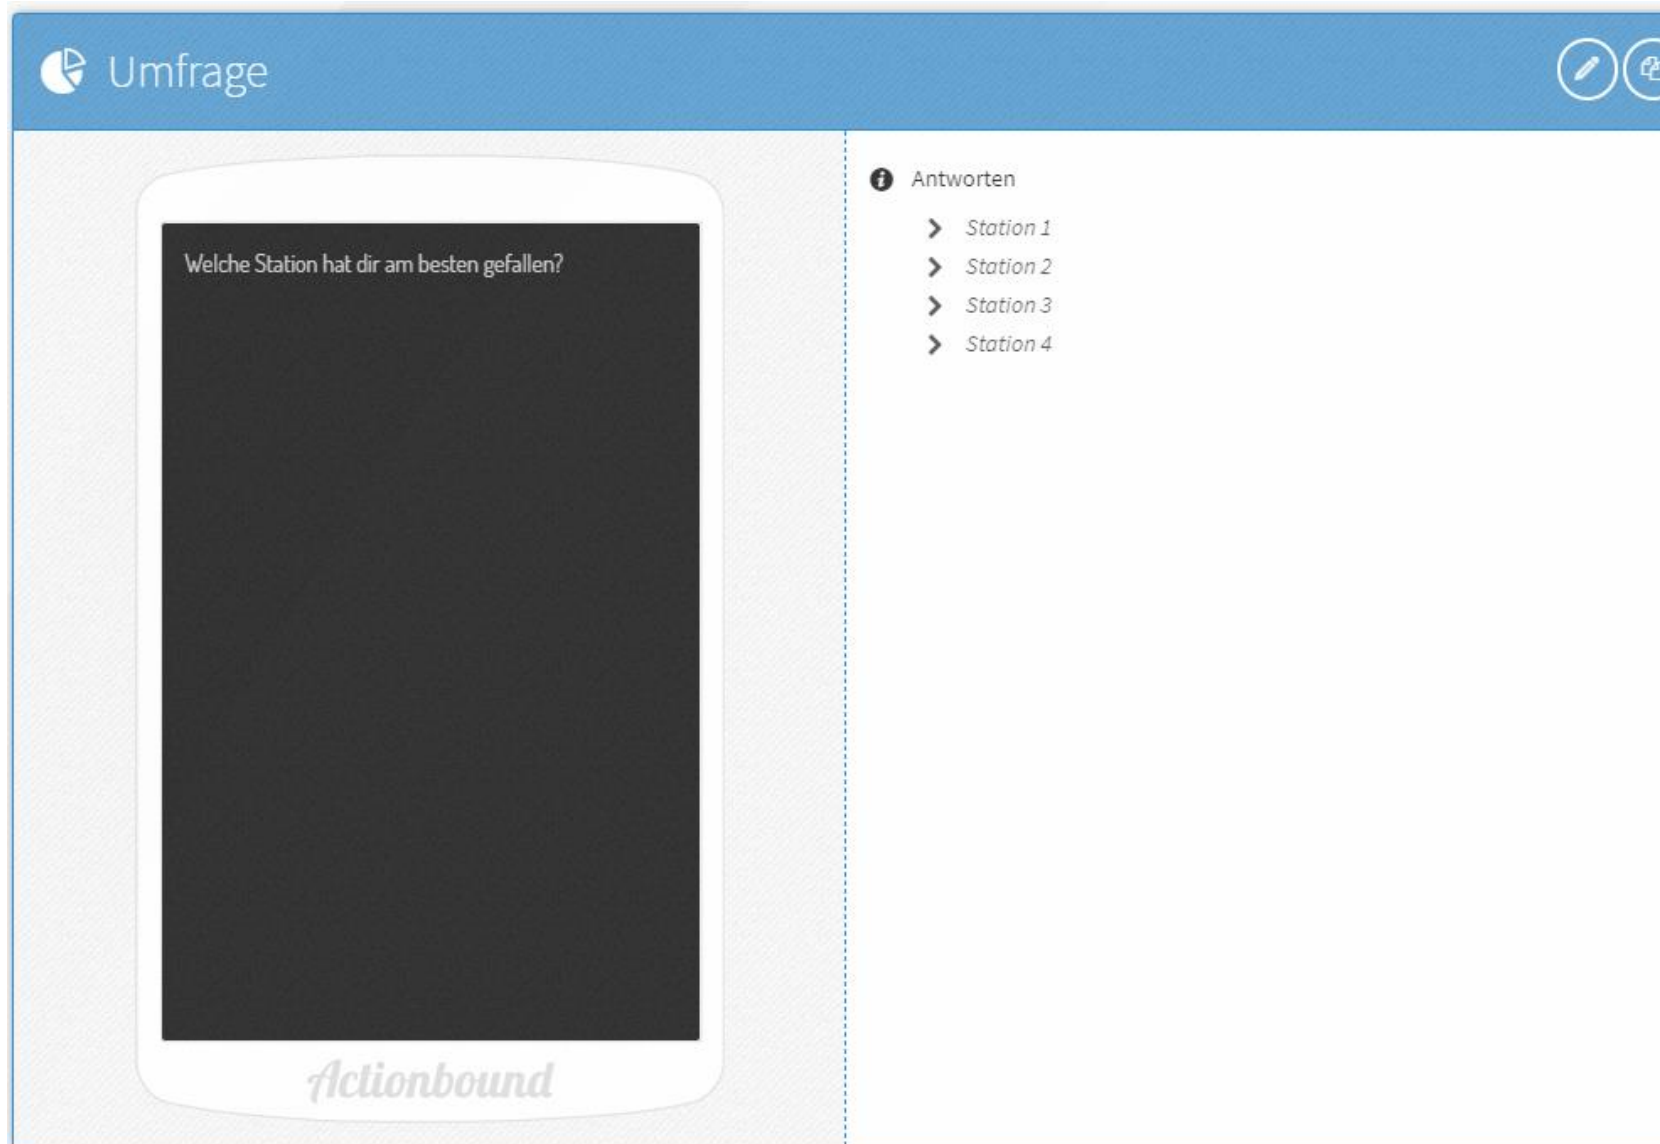 Umfrage
Welche Station hat dir am besten gefallen?
Actionbound
Antworten
Station 1
Station 2
Station 3
Station 4